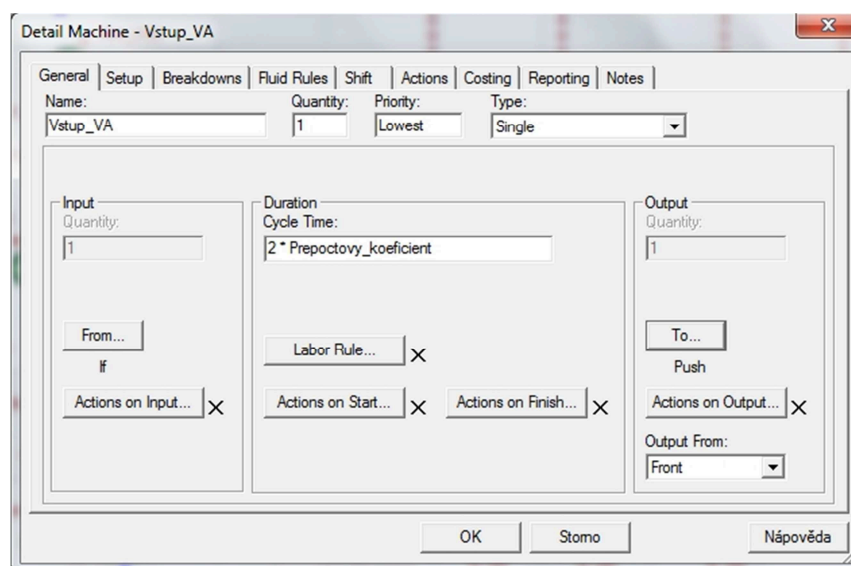 Detail Machine - Vstup_VA
General Setup Breakdowns Fluid Rules Shift Actions Costing Reporting Notes
Name: Quantity: Priority: Type:
Vstup_VA 1 Lowest Single
Input Duration Output
Quantity: Cycle Time: Quantity:
1 2 * Prepoctovy_koeficient 1
From... Labor Rule... To...
If Push
Actions on Input... Actions on Start... Actions on Finish... Actions on Output...
Output From:
Front
OK Storno Nápověda